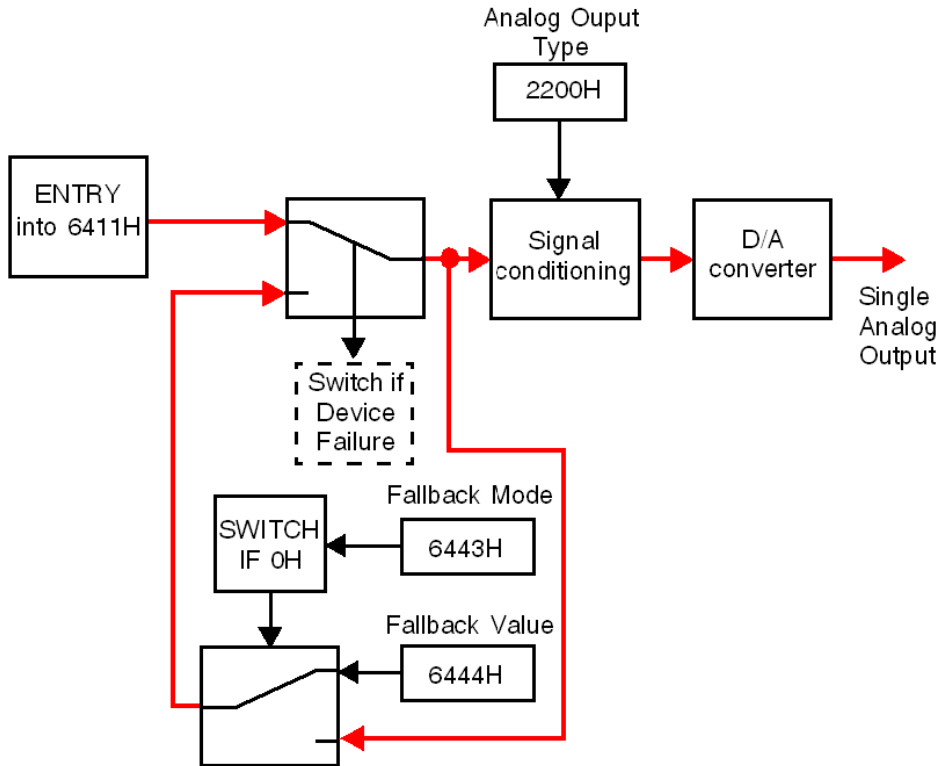 Analog Ouput
Type
2200H
ENTRY
into 6411H
Signal
conditioning
D/A
converter
Single
Analog
Output
Switch if
Device
Failure
Fallback Mode
SWITCH
IF 0H
6443H
Fallback Value
6444H